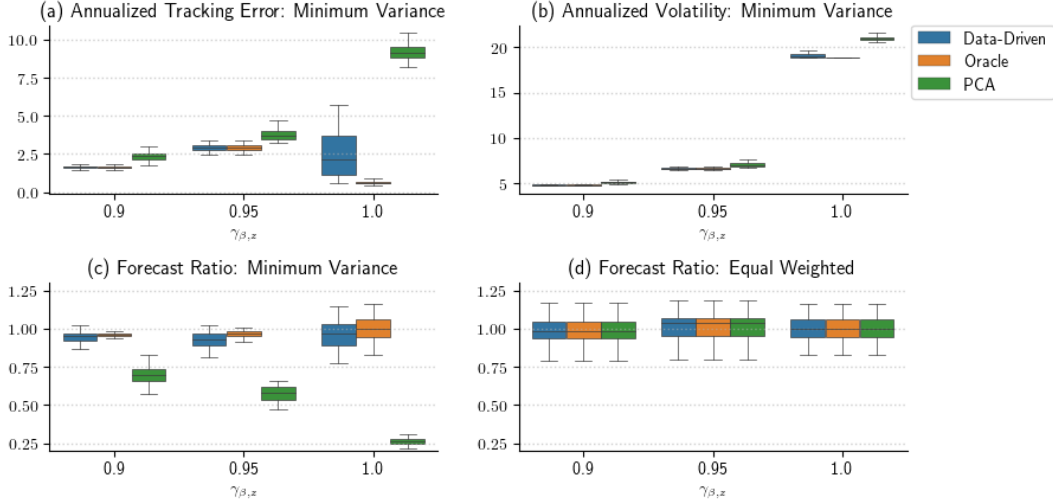 (a) Annualized Tracking Error: Minimum Variance
10.0
7.5
5.0
2.5
0.0
0.9 0.95 1.0
γβ,z
(b) Annualized Volatility: Minimum Variance
20
15
10
5
0.9 0.95 1.0
γβ,z
Data-Driven
Oracle
PCA
(c) Forecast Ratio: Minimum Variance
1.25
1.00
0.75
0.50
0.25
0.9 0.95 1.0
γβ,z
(d) Forecast Ratio: Equal Weighted
1.25
1.00
0.75
0.50
0.25
0.9 0.95 1.0
γβ,z